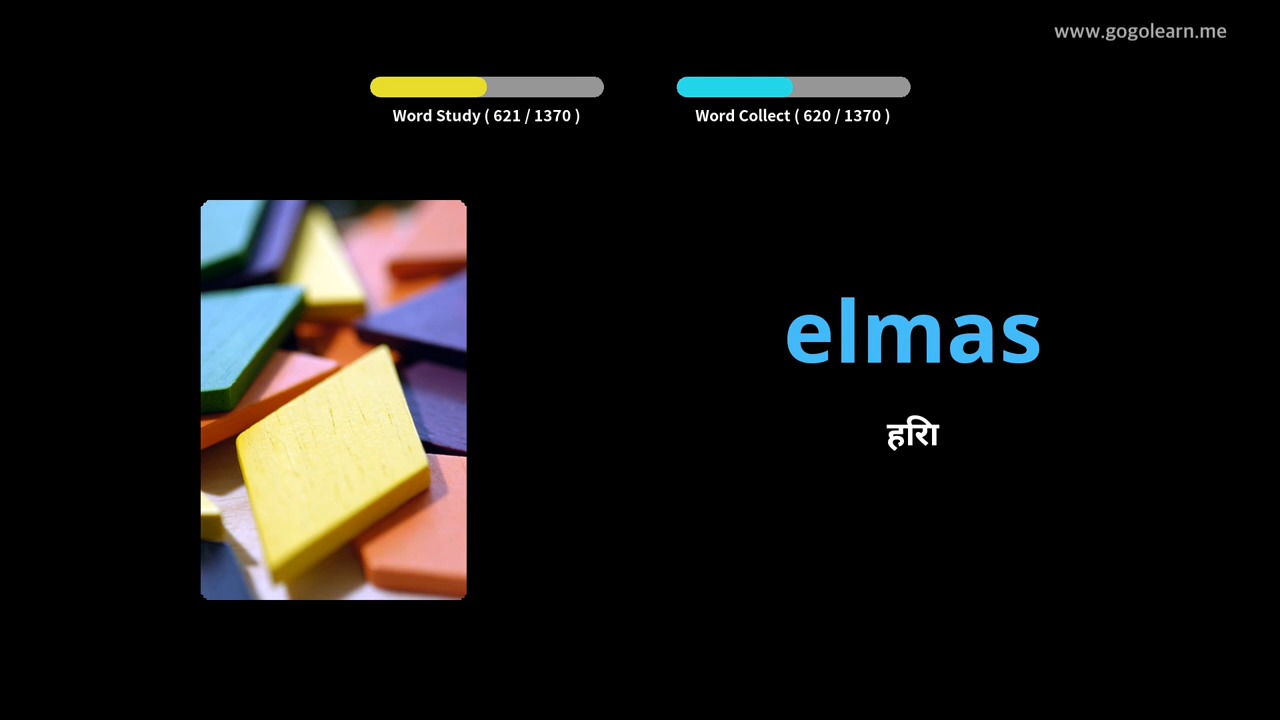 www.gogolearn.me
Word Study ( 621 / 1370 )
Word Collect ( 620 / 1370 )
elmas
हरिा